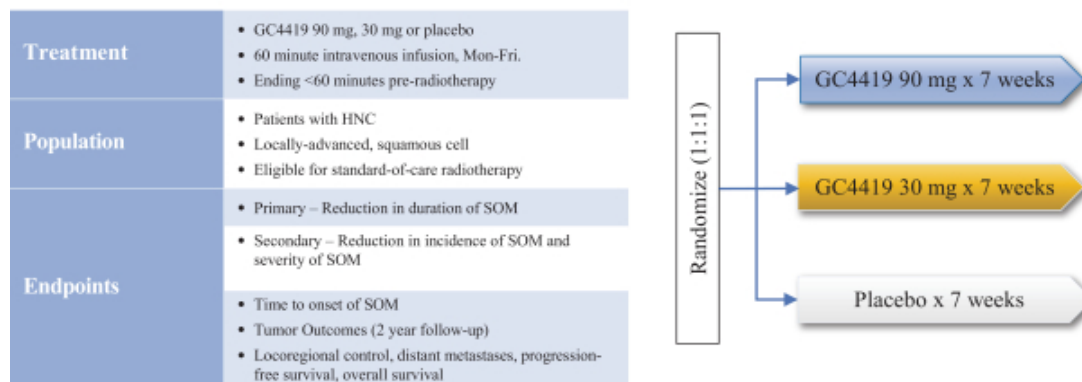 Treatment
• GC4419 90 mg, 30 mg or placebo
• 60 minute intravenous infusion, Mon-Fri.
• Ending <60 minutes pre-radiotherapy
Population
• Patients with HNC
• Locally-advanced, squamous cell
• Eligible for standard-of-care radiotherapy
Endpoints
• Primary – Reduction in duration of SOM
• Secondary – Reduction in incidence of SOM and
severity of SOM
• Time to onset of SOM
• Tumor Outcomes (2 year follow-up)
• Locoregional control, distant metastases, progression-
free survival, overall survival
Randomize (1:1:1)
GC4419 90 mg x 7 weeks
GC4419 30 mg x 7 weeks
Placebo x 7 weeks